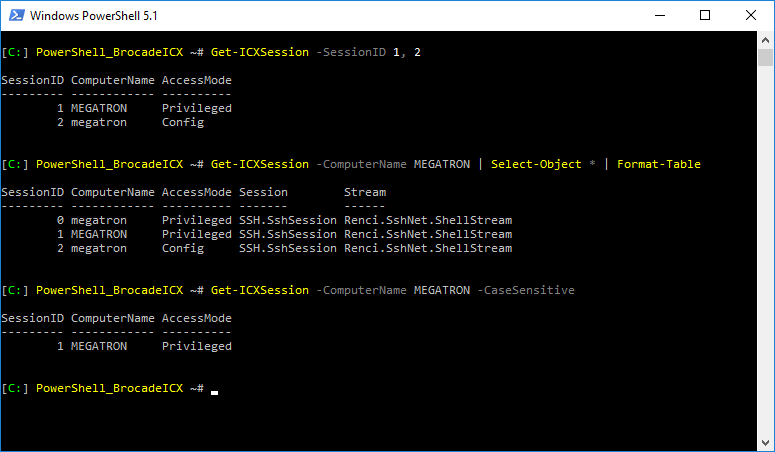 Windows PowerShell 5.1
[C:] PowerShell_BrocadeICX ~# Get-ICXSession -SessionID 1, 2
SessionID ComputerName AccessMode
--------- ------------ ----------
        1 MEGATRON     Privileged
        2 megatron     Config
[C:] PowerShell_BrocadeICX ~# Get-ICXSession -ComputerName MEGATRON | Select-Object * | Format-Table
SessionID ComputerName AccessMode Session        Stream
--------- ------------ ---------- -------        ------
        0 megatron     Privileged SSH.SshSession Renci.SshNet.ShellStream
        1 MEGATRON     Privileged SSH.SshSession Renci.SshNet.ShellStream
        2 megatron     Config     SSH.SshSession Renci.SshNet.ShellStream
[C:] PowerShell_BrocadeICX ~# Get-ICXSession -ComputerName MEGATRON -CaseSensitive
SessionID ComputerName AccessMode
--------- ------------ ----------
        1 MEGATRON     Privileged
[C:] PowerShell_BrocadeICX ~#